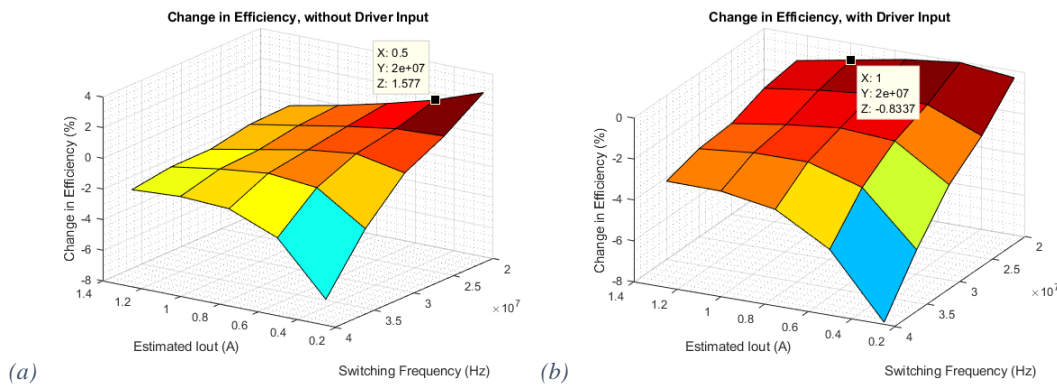 Change in Efficiency, without Driver Input
X: 0.5
Y: 2e+07
Z: 1.577
4
2
0
-2
-4
-6
-8
Change in Efficiency (%)
1.4
1.2
1
0.8
0.6
0.4
0.2
Estimated Iout (A)
4
3.5
3
2.5
2
×10⁷
Switching Frequency (Hz)
(a)
Change in Efficiency, with Driver Input
X: 1
Y: 2e+07
Z: -0.8337
0
-2
-4
-6
-8
Change in Efficiency (%)
1.4
1.2
1
0.8
0.6
0.4
0.2
Estimated Iout (A)
4
3.5
3
2.5
2
×10⁷
Switching Frequency (Hz)
(b)